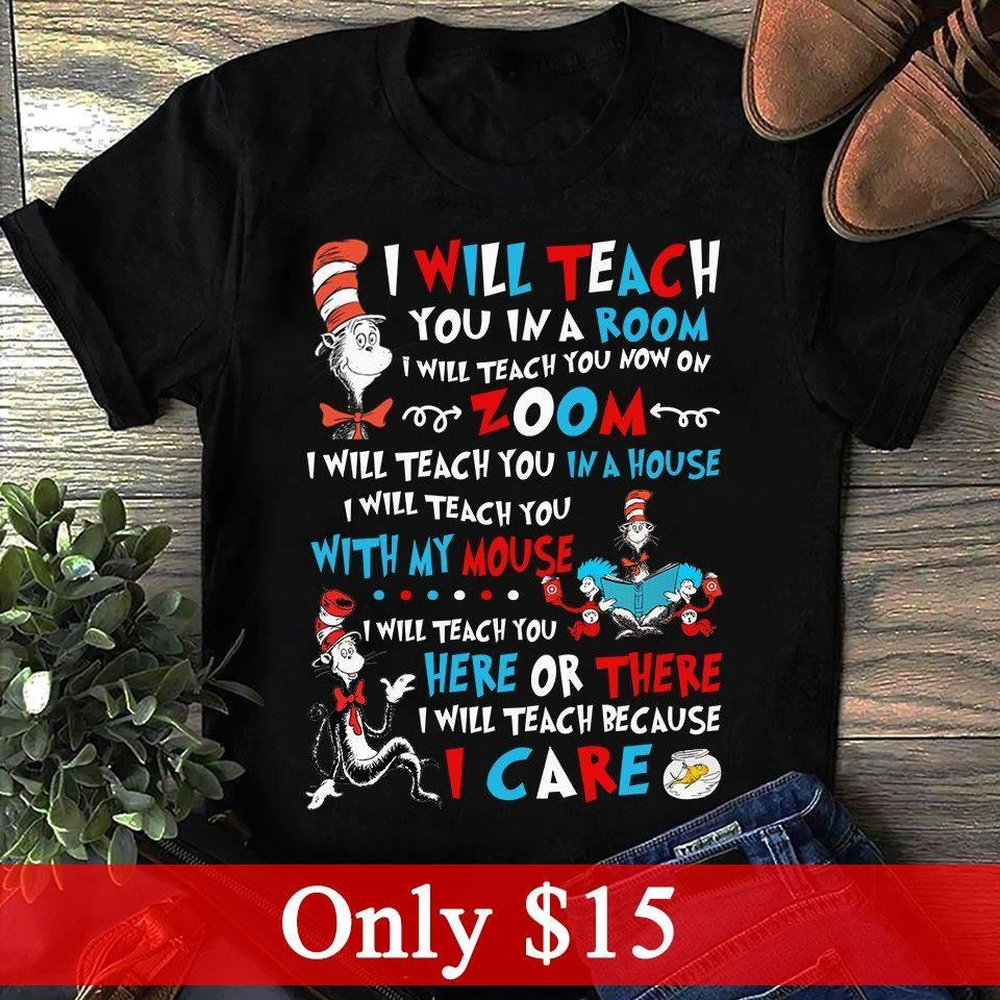 I WILL TEACH
YOU IN A ROOM
I WILL TEACH YOU NOW ON
ZOOM
I WILL TEACH YOU IN A HOUSE
I WILL TEACH YOU
WITH MY MOUSE
I WILL TEACH YOU
HERE OR THERE
I WILL TEACH BECAUSE
I CARE
Only $15